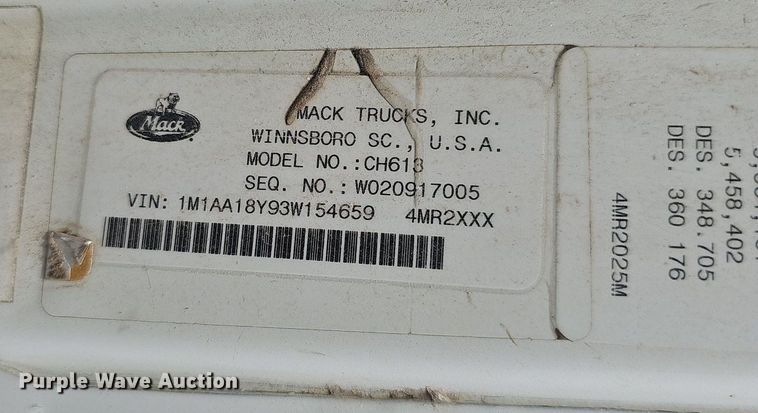 Mack
MACK TRUCKS, INC.
WINNSBORO SC., U.S.A.
MODEL NO.:CH613
SEQ. NO.: W020917005
VIN: 1M1AA18Y93W154659 4MR2XXX
5,458,402
DES. 348.705
DES. 360 176
4MR2025M
Purple Wave Auction